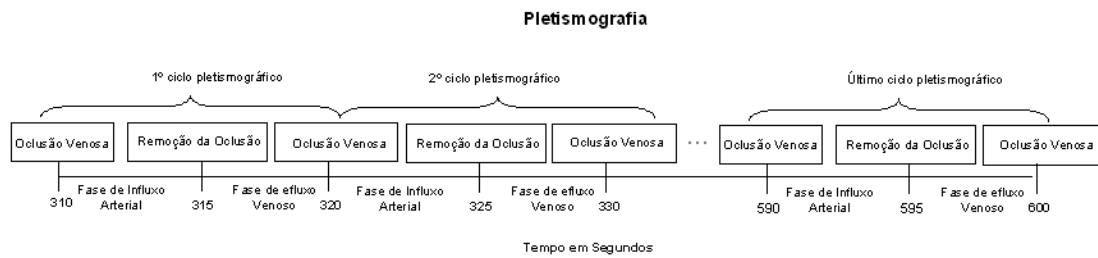 Pletismografia
1º ciclo pletismográfico
2º ciclo pletismográfico
Último ciclo pletismográfico
Oclusão Venosa
Remoção da Oclusão
Oclusão Venosa
Remoção da Oclusão
Oclusão Venosa
...
Oclusão Venosa
Remoção da Oclusão
Oclusão Venosa
Fase de Influxo
Arterial
Fase de efluxo
Venoso
Fase de Influxo
Arterial
Fase de efluxo
Venoso
Fase de Influxo
Arterial
Fase de efluxo
Venoso
310
315
320
325
330
590
595
600
Tempo em Segundos